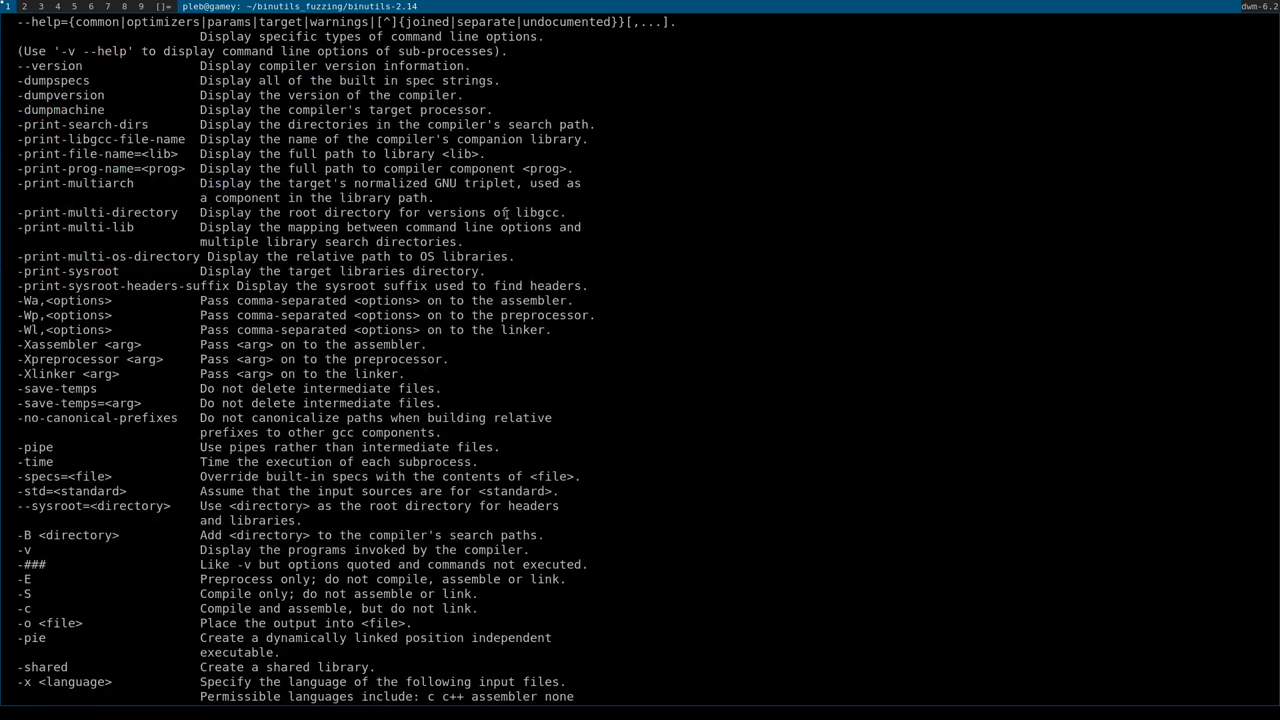 1 2 3 4 5 6 7 8 9 []= pleb@gamey: ~/binutils_fuzzing/binutils-2.14 dwm-6.2
--help={common|optimizers|params|target|warnings|[^]{joined|separate|undocumented}}[,...].
Display specific types of command line options.
(Use '-v --help' to display command line options of sub-processes).
--version Display compiler version information.
-dumpspecs Display all of the built in spec strings.
-dumpversion Display the version of the compiler.
-dumpmachine Display the compiler's target processor.
-print-search-dirs Display the directories in the compiler's search path.
-print-libgcc-file-name Display the name of the compiler's companion library.
-print-file-name=<lib> Display the full path to library <lib>.
-print-prog-name=<prog> Display the full path to compiler component <prog>.
-print-multiarch Display the target's normalized GNU triplet, used as
a component in the library path.
-print-multi-directory Display the root directory for versions of libgcc.
-print-multi-lib Display the mapping between command line options and
multiple library search directories.
-print-multi-os-directory Display the relative path to OS libraries.
-print-sysroot Display the target libraries directory.
-print-sysroot-headers-suffix Display the sysroot suffix used to find headers.
-Wa,<options> Pass comma-separated <options> on to the assembler.
-Wp,<options> Pass comma-separated <options> on to the preprocessor.
-Wl,<options> Pass comma-separated <options> on to the linker.
-Xassembler <arg> Pass <arg> on to the assembler.
-Xpreprocessor <arg> Pass <arg> on to the preprocessor.
-Xlinker <arg> Pass <arg> on to the linker.
-save-temps Do not delete intermediate files.
-save-temps=<arg> Do not delete intermediate files.
-no-canonical-prefixes Do not canonicalize paths when building relative
prefixes to other gcc components.
-pipe Use pipes rather than intermediate files.
-time Time the execution of each subprocess.
-specs=<file> Override built-in specs with the contents of <file>.
-std=<standard> Assume that the input sources are for <standard>.
--sysroot=<directory> Use <directory> as the root directory for headers
and libraries.
-B <directory> Add <directory> to the compiler's search paths.
-v Display the programs invoked by the compiler.
-### Like -v but options quoted and commands not executed.
-E Preprocess only; do not compile, assemble or link.
-S Compile only; do not assemble or link.
-c Compile and assemble, but do not link.
-o <file> Place the output into <file>.
-pie Create a dynamically linked position independent
executable.
-shared Create a shared library.
-x <language> Specify the language of the following input files.
Permissible languages include: c c++ assembler none